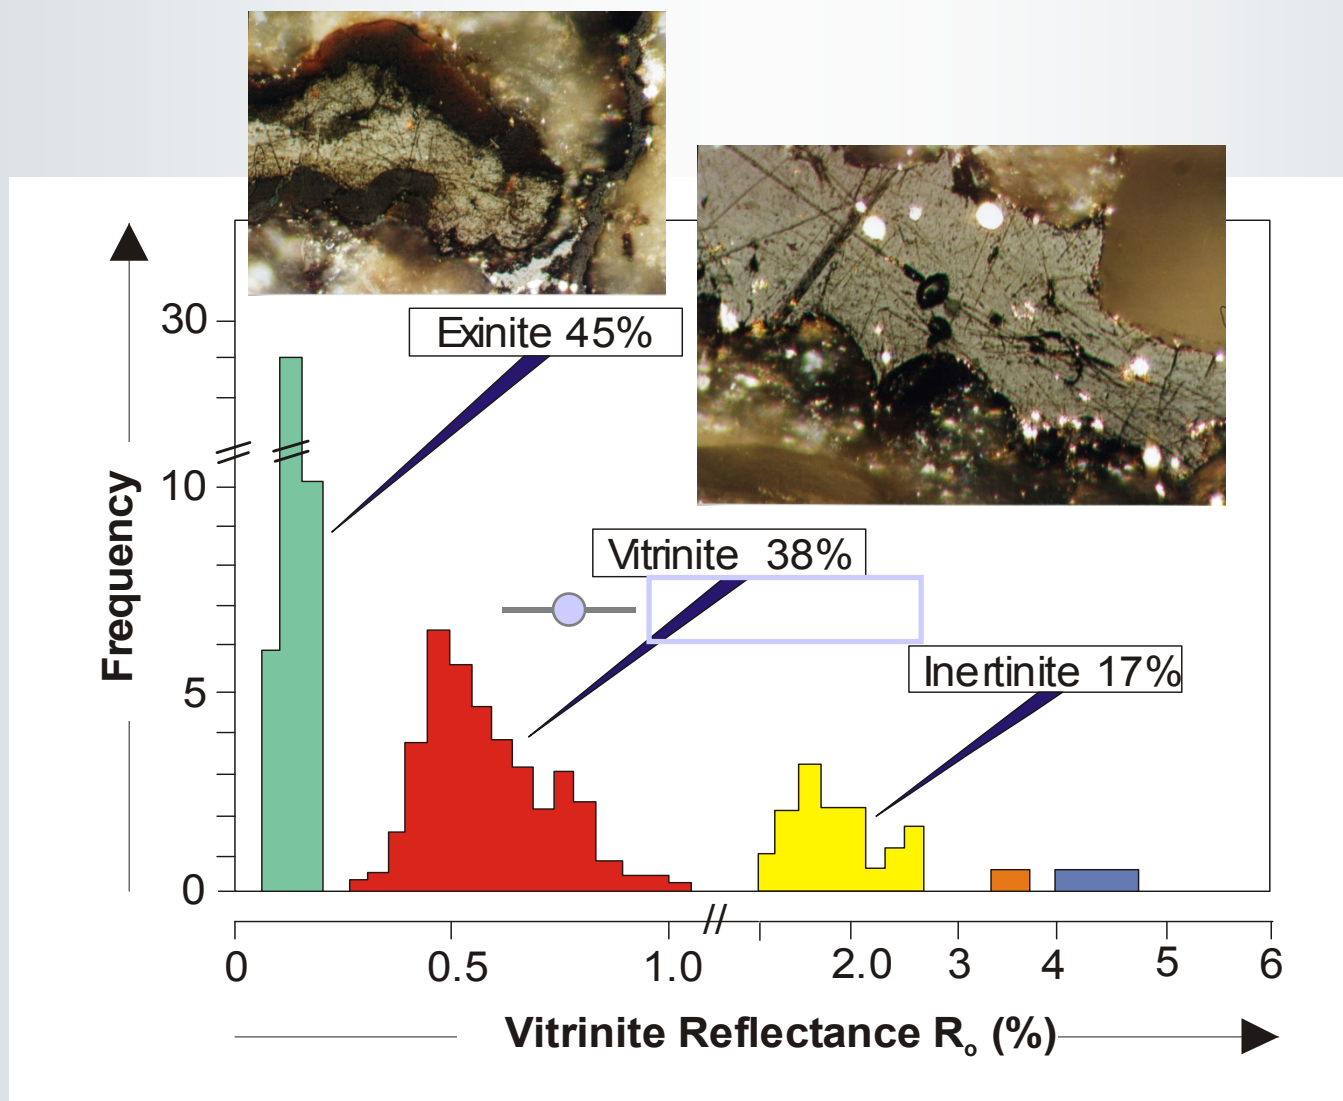 30
Exinite 45%
10
Vitrinite 38%
Inertinite 17%
5
0
Frequency
0 0.5 1.0 2.0 3 4 5 6
Vitrinite Reflectance Ro (%)